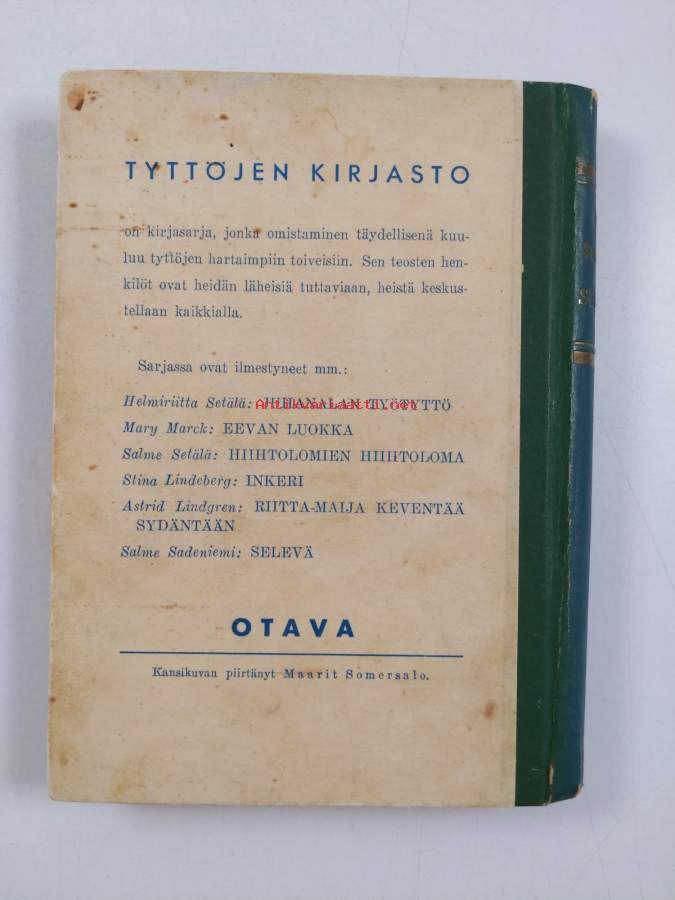 TYTTÖJEN KIRJASTO
on kirjasarja, jonka omistaminen täydellisenä kuu-
luu tyttöjen hartaimpiin toiveisiin. Sen teosten hen-
kilöt ovat heidän läheisiä tuttaviaan, heistä keskus-
tellaan kaikkialla.
Sarjassa ovat ilmestyneet mm.:
Helmiriitta Setälä: TYÖTYTTÖ
Mary Marck: EEVAN LUOKKA
Salme Setälä: HIIHTOLOMIEN HIIHTOLOMA
Stina Lindeberg: INKERI
Astrid Lindgren: RIITTA-MAIJA KEVENTÄÄ
SYDÄNTÄÄN
Salme Sadeniemi: SELEVÄ
OTAVA
Kansikuvan piirtänyt Maarit Somersalo.